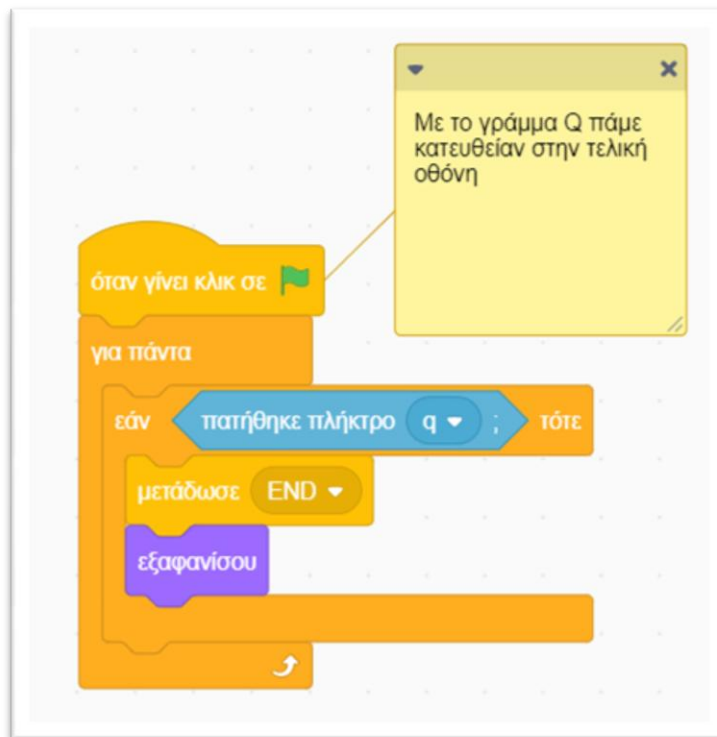 Με το γράμμα Q πάμε
κατευθείαν στην τελική
οθόνη
όταν γίνει κλικ σε
για πάντα
εάν πατήθηκε πλήκτρο q ; τότε
μετάδωσε END
εξαφανίσου